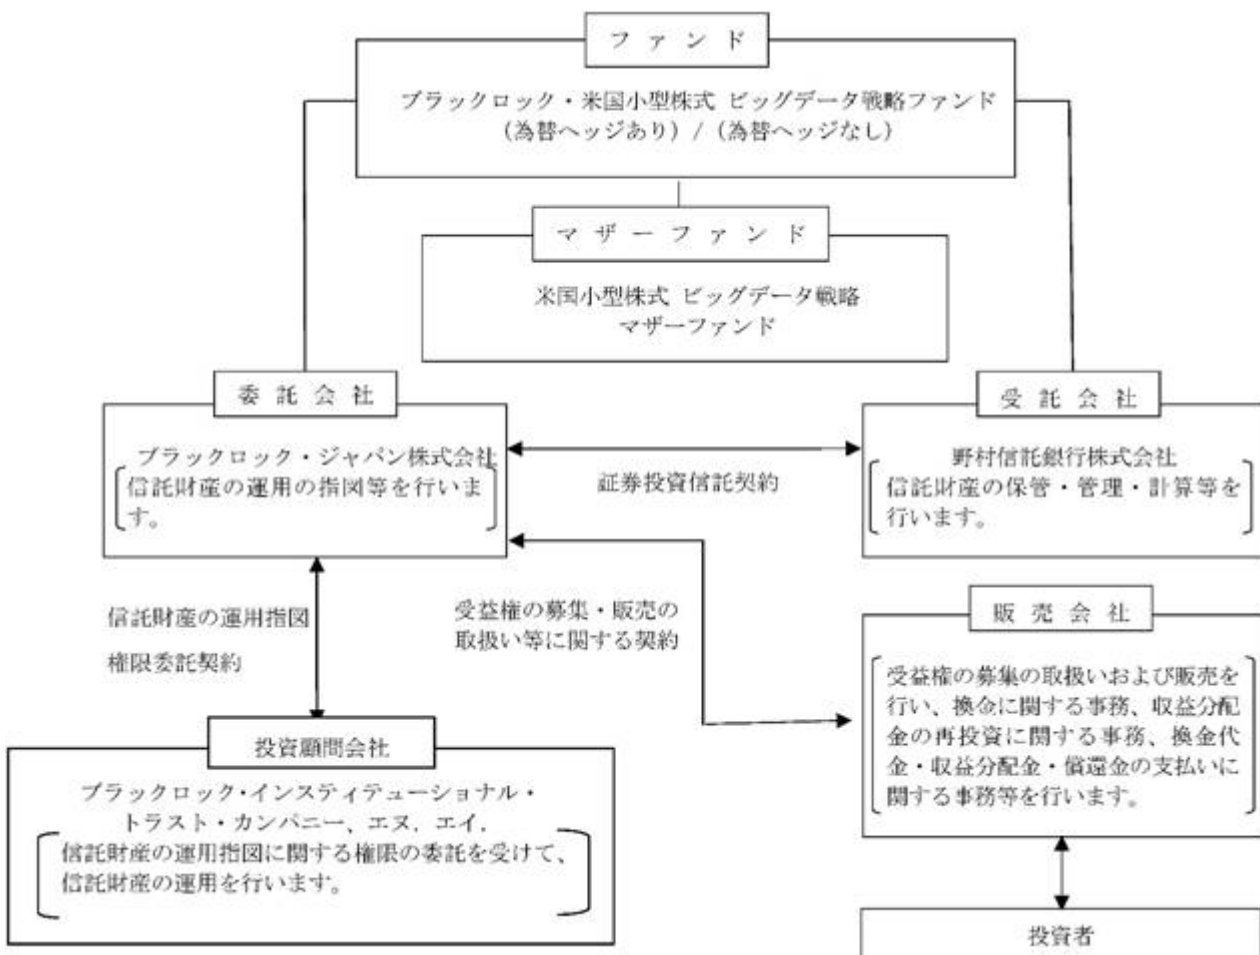 ファンド
ブラックロック・米国小型株式 ビッグデータ戦略ファンド
(為替ヘッジあり) / (為替ヘッジなし)
マザーファンド
米国小型株式 ビッグデータ戦略
マザーファンド
委託会社
ブラックロック・ジャパン株式会社
信託財産の運用の指図等を行いま
す。
証券投資信託契約
受託会社
野村信託銀行株式会社
信託財産の保管・管理・計算等を
行います。
信託財産の運用指図
権限委託契約
受益権の募集・販売の
取扱い等に関する契約
販売会社
受益権の募集の取扱いおよび販売を
行い、換金に関する事務、収益分配
金の再投資に関する事務、換金代
金・収益分配金・償還金の支払いに
関する事務等を行います。
投資顧問会社
ブラックロック・インスティテューショナル・
トラスト・カンパニー、エヌ．エイ．
信託財産の運用指図に関する権限の委託を受けて、
信託財産の運用を行います。
投資者